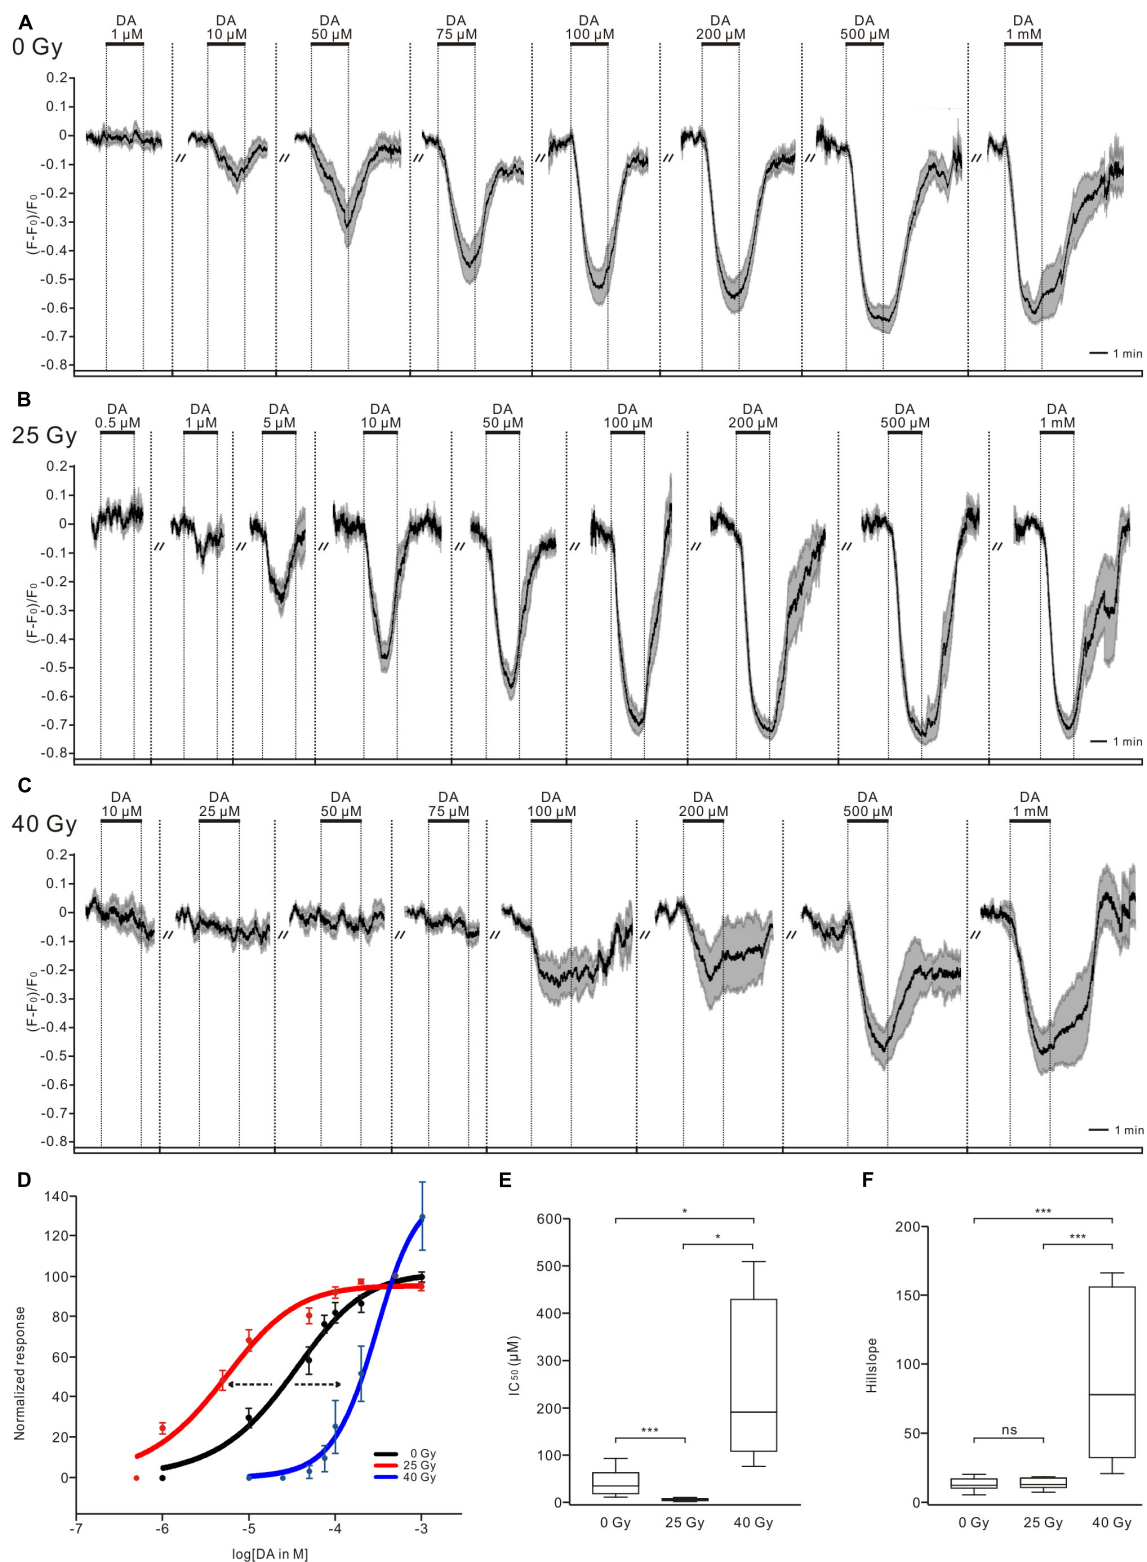 A
0 Gy
DA
1 µM
DA
10 µM
DA
50 µM
DA
75 µM
DA
100 µM
DA
200 µM
DA
500 µM
DA
1 mM
0.2
0.1
0
-0.1
-0.2
-0.3
-0.4
-0.5
-0.6
-0.7
-0.8
(F-F0)/F0
// // // // // // //
1 min
B
25 Gy
DA
0.5 µM
DA
1 µM
DA
5 µM
DA
10 µM
DA
50 µM
DA
100 µM
DA
200 µM
DA
500 µM
DA
1 mM
0.2
0.1
0
-0.1
-0.2
-0.3
-0.4
-0.5
-0.6
-0.7
-0.8
(F-F0)/F0
// // // // // // // //
1 min
C
40 Gy
DA
10 µM
DA
25 µM
DA
50 µM
DA
75 µM
DA
100 µM
DA
200 µM
DA
500 µM
DA
1 mM
0.2
0.1
0
-0.1
-0.2
-0.3
-0.4
-0.5
-0.6
-0.7
-0.8
(F-F0)/F0
// // // // // // //
1 min
D
140
120
100
80
60
40
20
0
Normalized response
-7 -6 -5 -4 -3
log[DA in M]
0 Gy
25 Gy
40 Gy
E
600
500
400
300
200
100
0
IC50 (µM)
*
*
***
0 Gy 25 Gy 40 Gy
F
200
150
100
50
0
Hillslope
***
***
ns
0 Gy 25 Gy 40 Gy